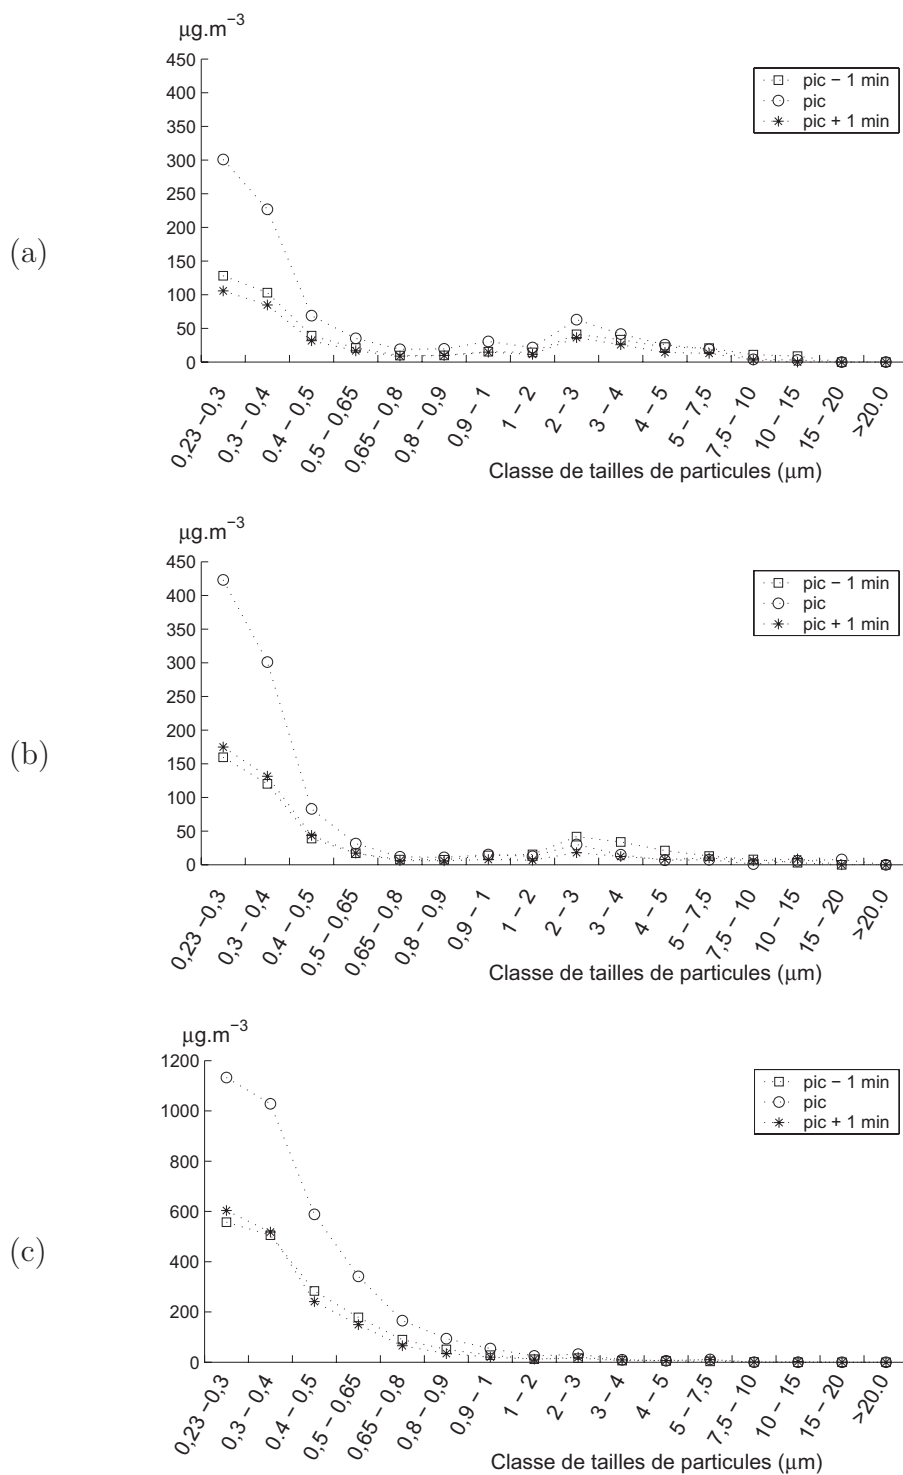 (a)
μg.m−3
450
400
350
300
250
200
150
100
50
0
pic − 1 min
pic
pic + 1 min
0,23 −0,3
0,3 − 0,4
0.4 − 0,5
0,5 − 0,65
0,65 − 0,8
0,8 − 0,9
0,9 − 1
1 − 2
2 − 3
3 − 4
4 − 5
5 − 7,5
7,5 − 10
10 − 15
15 − 20
>20.0
Classe de tailles de particules (μm)
(b)
μg.m−3
450
400
350
300
250
200
150
100
50
0
pic − 1 min
pic
pic + 1 min
0,23 −0,3
0,3 − 0,4
0.4 − 0,5
0,5 − 0,65
0,65 − 0,8
0,8 − 0,9
0,9 − 1
1 − 2
2 − 3
3 − 4
4 − 5
5 − 7,5
7,5 − 10
10 − 15
15 − 20
>20.0
Classe de tailles de particules (μm)
(c)
μg.m−3
1200
1000
800
600
400
200
0
pic − 1 min
pic
pic + 1 min
0,23 −0,3
0,3 − 0,4
0.4 − 0,5
0,5 − 0,65
0,65 − 0,8
0,8 − 0,9
0,9 − 1
1 − 2
2 − 3
3 − 4
4 − 5
5 − 7,5
7,5 − 10
10 − 15
15 − 20
>20.0
Classe de tailles de particules (μm)